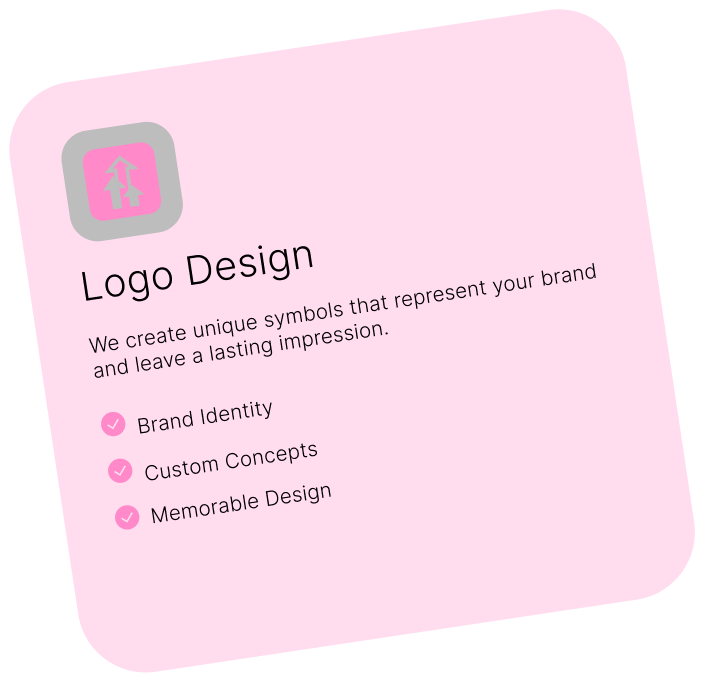 Logo Design
We create unique symbols that represent your brand
and leave a lasting impression.
Brand Identity
Custom Concepts
Memorable Design